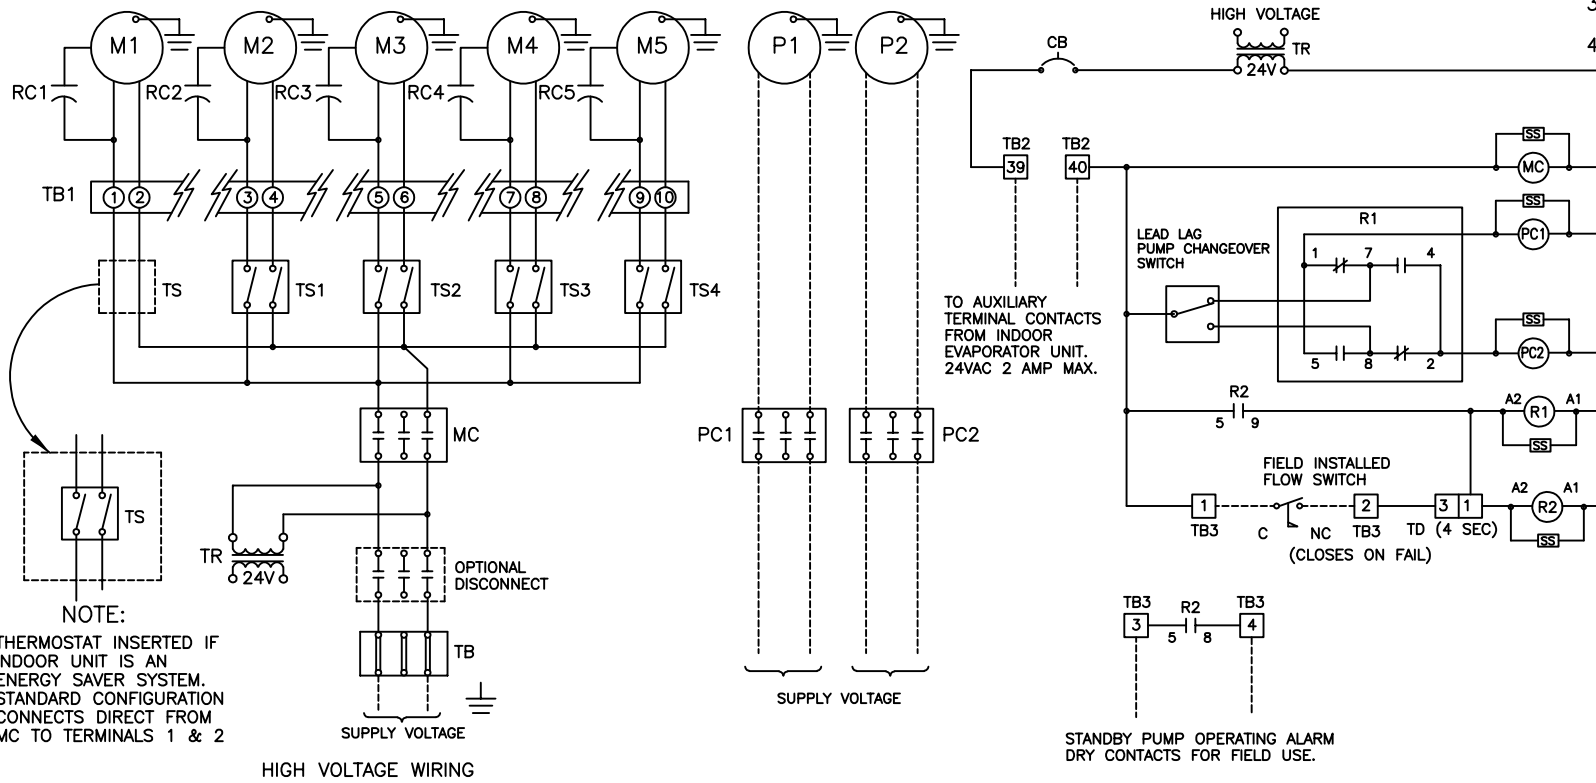 M1
M2
M3
M4
M5
P1
P2
RC1
RC2
RC3
RC4
RC5
TB1
1
2
3
4
5
6
7
8
9
10
TS
TS1
TS2
TS3
TS4
MC
TS
TR
24V
OPTIONAL
DISCONNECT
TB
SUPPLY VOLTAGE
HIGH VOLTAGE WIRING
NOTE:
THERMOSTAT INSERTED IF
INDOOR UNIT IS AN
ENERGY SAVER SYSTEM.
STANDARD CONFIGURATION
CONNECTS DIRECT FROM
MC TO TERMINALS 1 & 2
PC1
PC2
SUPPLY VOLTAGE
HIGH VOLTAGE
TR
24V
CB
3
4
TB2
TB2
39
40
TO AUXILIARY
TERMINAL CONTACTS
FROM INDOOR
EVAPORATOR UNIT.
24VAC 2 AMP MAX.
SS
MC
SS
PC1
LEAD LAG
PUMP CHANGEOVER
SWITCH
R1
1
7
4
5
8
2
SS
PC2
R2
5
9
A2
R1
A1
SS
FIELD INSTALLED
FLOW SWITCH
1
TB3
C
NC
2
TB3
3
1
TD (4 SEC)
(CLOSES ON FAIL)
A2
R2
A1
SS
TB3
3
R2
5
8
TB3
4
STANDBY PUMP OPERATING ALARM
DRY CONTACTS FOR FIELD USE.